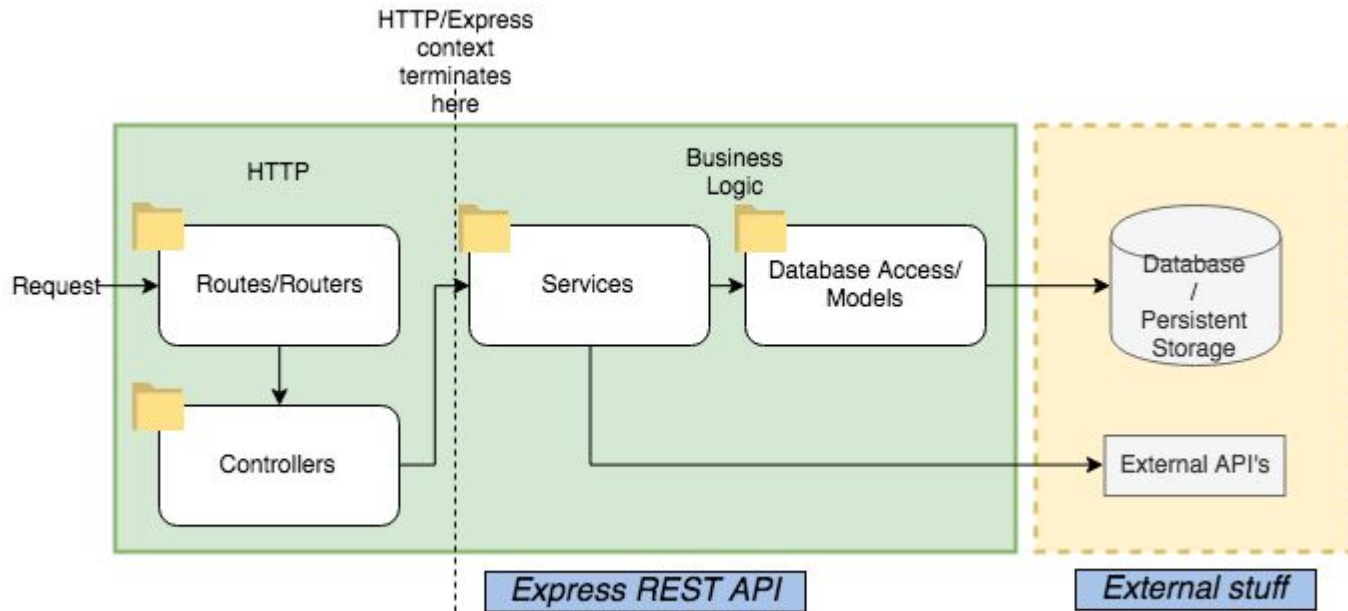 HTTP/Express
context
terminates
here
HTTP
Business
Logic
Request
Routes/Routers
Services
Database Access/
Models
Database
/
Persistent
Storage
Controllers
External API's
Express REST API
External stuff